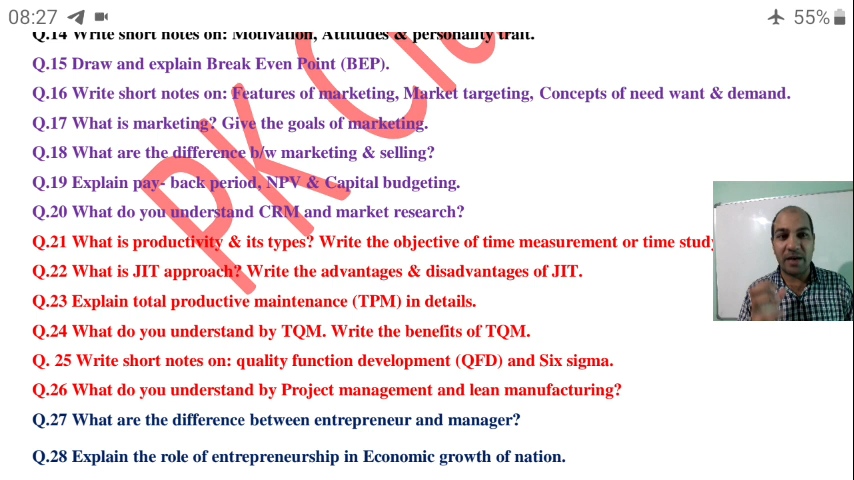 08:27 55%
Q.14 Write short notes on: Motivation, Attitudes & personality trait.
Q.15 Draw and explain Break Even Point (BEP).
Q.16 Write short notes on: Features of marketing, Market targeting, Concepts of need want & demand.
Q.17 What is marketing? Give the goals of marketing.
Q.18 What are the difference b/w marketing & selling?
Q.19 Explain pay- back period, NPV & Capital budgeting.
Q.20 What do you understand CRM and market research?
Q.21 What is productivity & its types? Write the objective of time measurement or time study
Q.22 What is JIT approach? Write the advantages & disadvantages of JIT.
Q.23 Explain total productive maintenance (TPM) in details.
Q.24 What do you understand by TQM. Write the benefits of TQM.
Q. 25 Write short notes on: quality function development (QFD) and Six sigma.
Q.26 What do you understand by Project management and lean manufacturing?
Q.27 What are the difference between entrepreneur and manager?
Q.28 Explain the role of entrepreneurship in Economic growth of nation.
PK